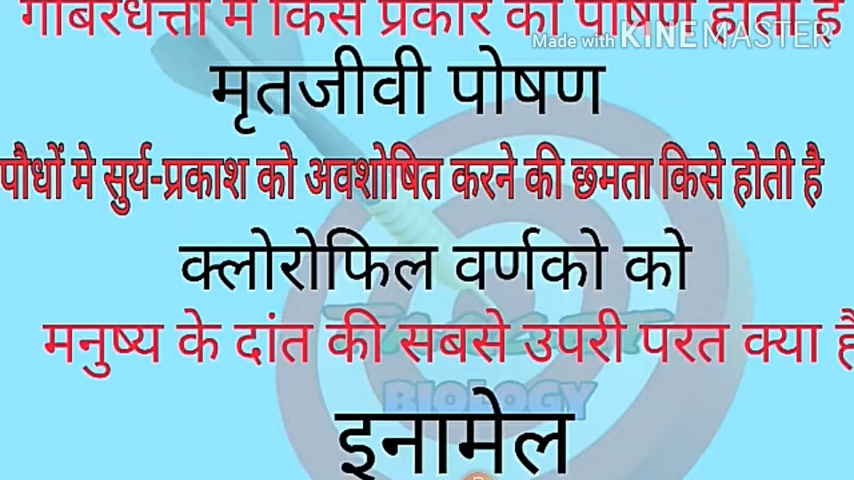 गोबरधत्ता में किस प्रकार का पोषण होता है
Made with KINEMASTER
मृतजीवी पोषण
पौधों मे सुर्य-प्रकाश को अवशोषित करने की छमता किसे होती है
क्लोरोफिल वर्णको को
मनुष्य के दांत की सबसे उपरी परत क्या है
TARGET
BIOLOGY
इनामेल